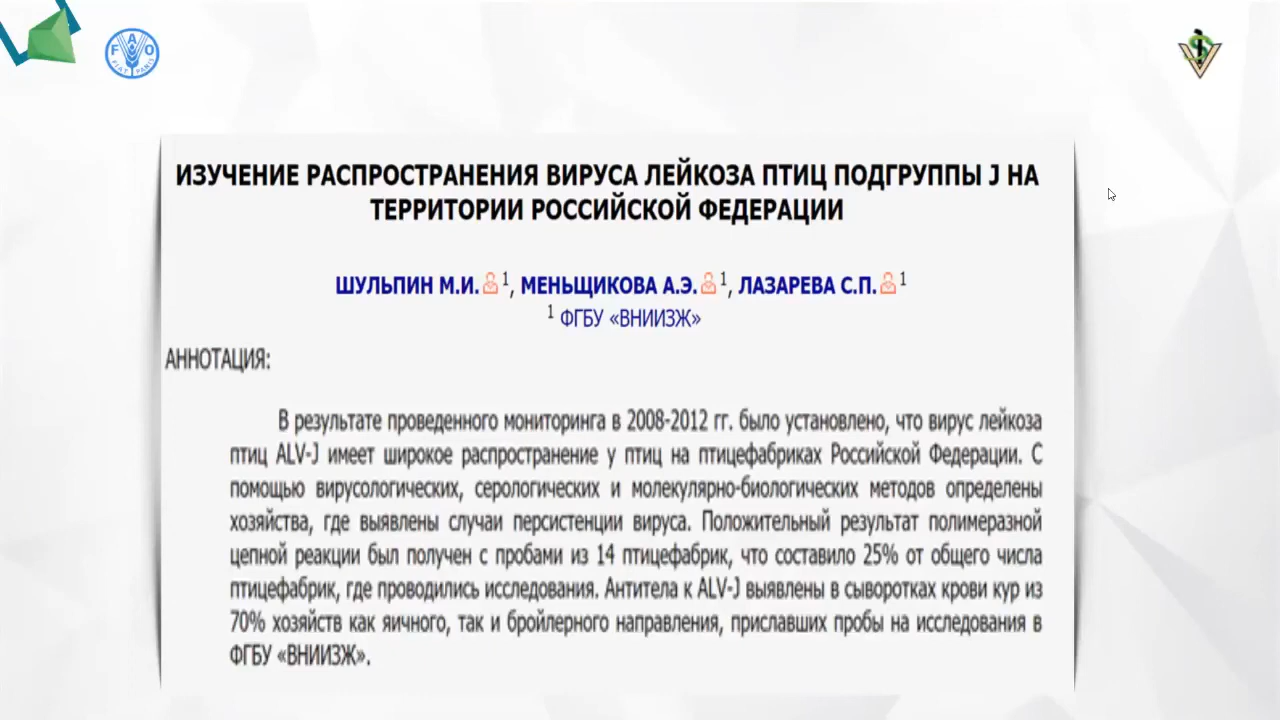 F A O
FIAT PANIS
ИЗУЧЕНИЕ РАСПРОСТРАНЕНИЯ ВИРУСА ЛЕЙКОЗА ПТИЦ ПОДГРУППЫ J НА
ТЕРРИТОРИИ РОССИЙСКОЙ ФЕДЕРАЦИИ
ШУЛЬПИН М.И. 1, МЕНЬЩИКОВА А.Э. 1, ЛАЗАРЕВА С.П. 1
1 ФГБУ «ВНИИЗЖ»
АННОТАЦИЯ:
В результате проведенного мониторинга в 2008-2012 гг. было установлено, что вирус лейкоза
птиц ALV-J имеет широкое распространение у птиц на птицефабриках Российской Федерации. С
помощью вирусологических, серологических и молекулярно-биологических методов определены
хозяйства, где выявлены случаи персистенции вируса. Положительный результат полимеразной
цепной реакции был получен с пробами из 14 птицефабрик, что составило 25% от общего числа
птицефабрик, где проводились исследования. Антитела к ALV-J выявлены в сыворотках крови кур из
70% хозяйств как яичного, так и бройлерного направления, приславших пробы на исследования в
ФГБУ «ВНИИЗЖ».